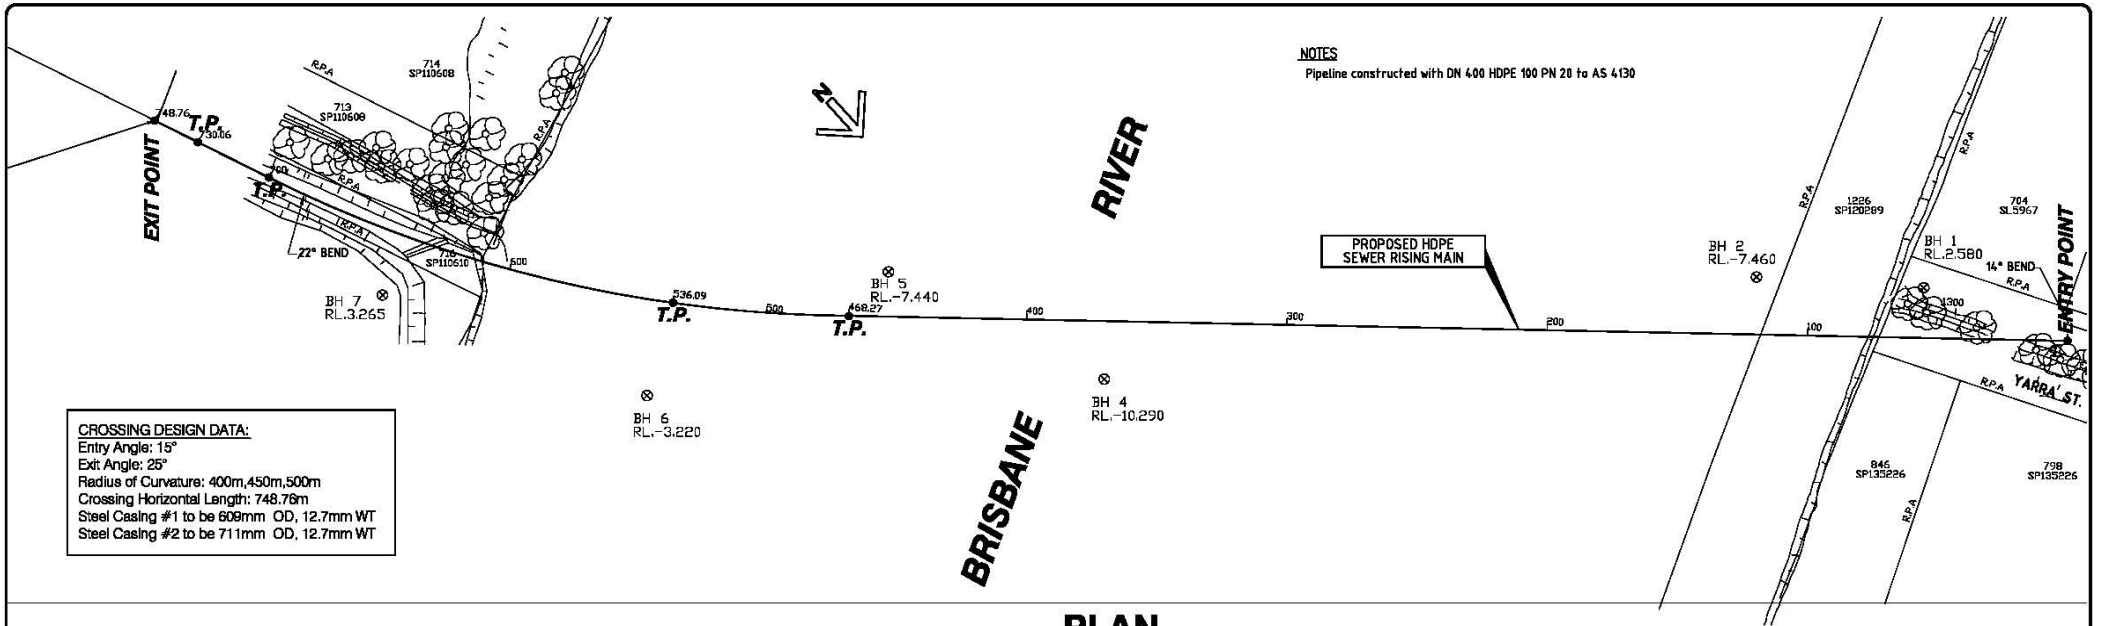 NOTES
Pipeline constructed with DN 400 HDPE 100 PN 20 to AS 4130
714
SP110608
R.P.A
713
SP110608
748.76
T.P.
730.06
EXIT POINT
T.P.
R.P.A
R.P.A
R.P.A
22° BEND
SP110610
600
BH 7
RL.3.265
N
RIVER
BRISBANE
536.09
T.P.
500
468.27
T.P.
BH 5
RL.-7.440
400
300
200
100
PROPOSED HDPE
SEWER RISING MAIN
BH 6
RL.-3.220
BH 4
RL.-10.290
BH 2
RL.-7.460
R.P.A
1226
SP120289
R.P.A
704
SL5967
BH 1
RL.2.580
14° BEND
R.P.A
1300
ENTRY POINT
R.P.A
YARRA ST.
846
SP135226
R.P.A
798
SP135226
CROSSING DESIGN DATA:
Entry Angle: 15°
Exit Angle: 25°
Radius of Curvature: 400m,450m,500m
Crossing Horizontal Length: 748.76m
Steel Casing #1 to be 609mm OD, 12.7mm WT
Steel Casing #2 to be 711mm OD, 12.7mm WT
PLAN